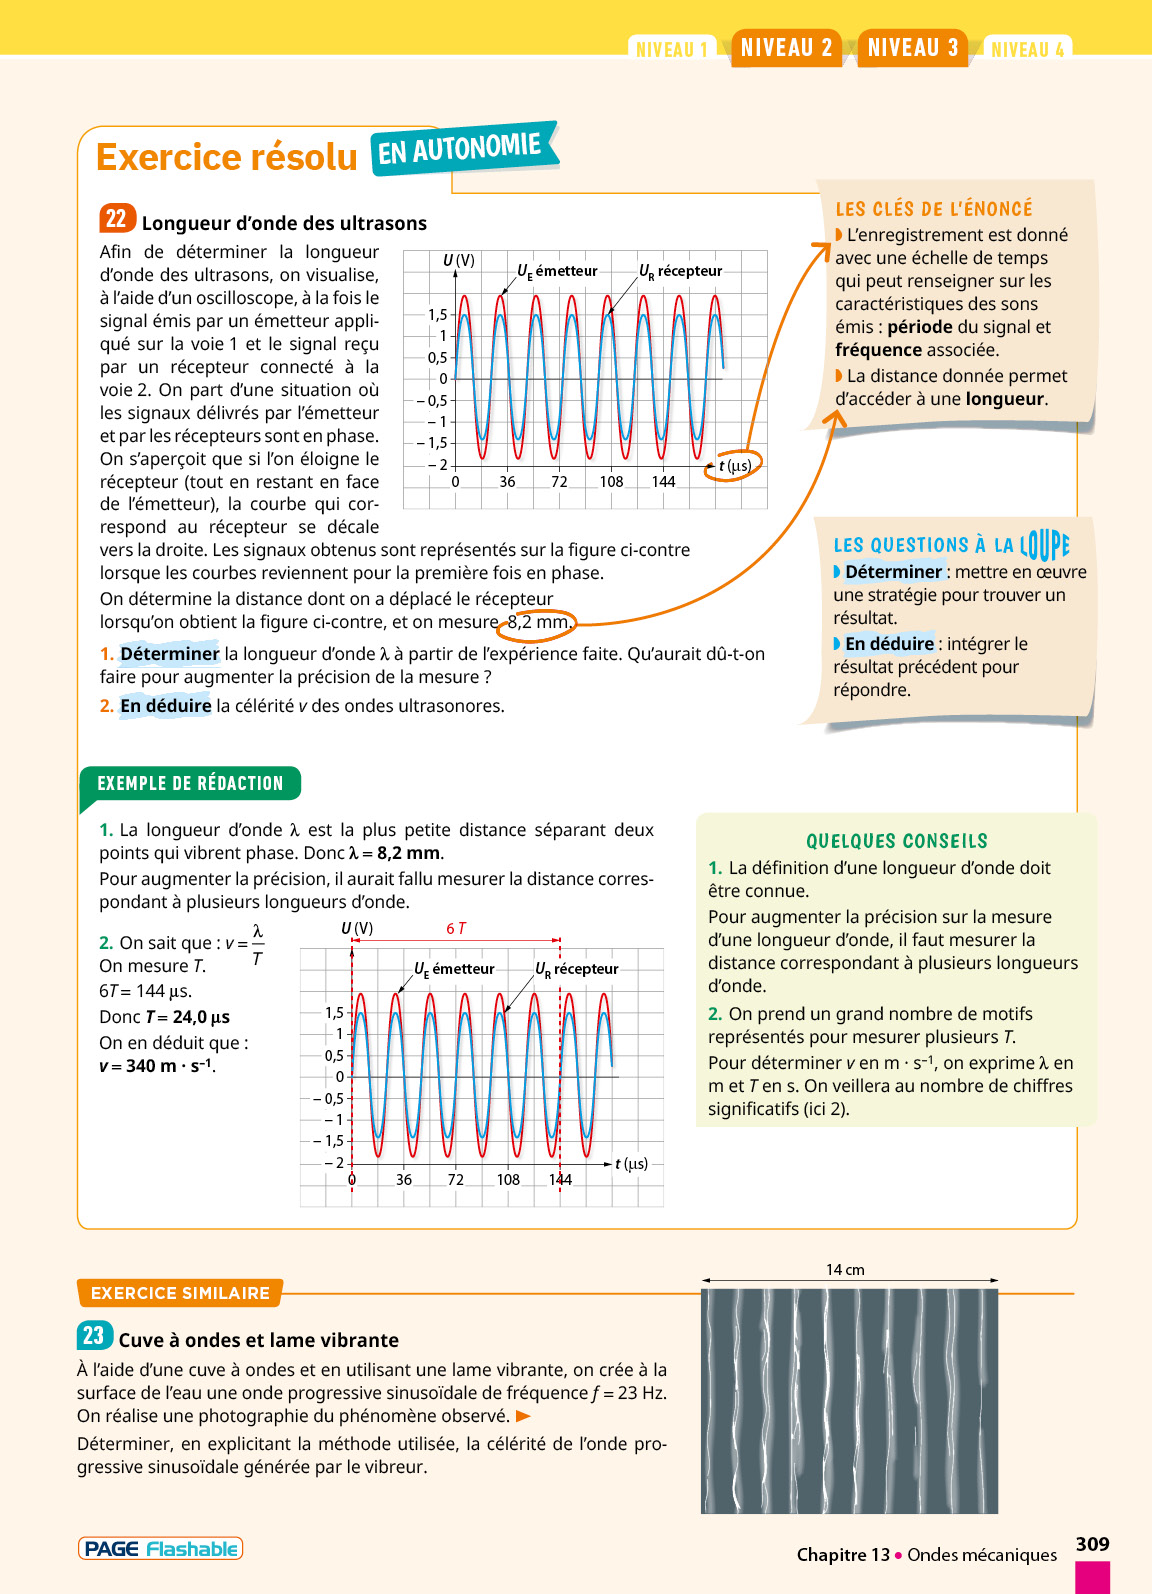 NIVEAU 1 NIVEAU 2 NIVEAU 3 NIVEAU 4
Exercice résolu EN AUTONOMIE
22 Longueur d'onde des ultrasons
Afin de déterminer la longueur
d'onde des ultrasons, on visualise,
à l'aide d'un oscilloscope, à la fois le
signal émis par un émetteur appli-
qué sur la voie 1 et le signal reçu
par un récepteur connecté à la
voie 2. On part d'une situation où
les signaux délivrés par l'émetteur
et par les récepteurs sont en phase.
On s'aperçoit que si l'on éloigne le
récepteur (tout en restant en face
de l'émetteur), la courbe qui cor-
respond au récepteur se décale
vers la droite. Les signaux obtenus sont représentés sur la figure ci-contre
lorsque les courbes reviennent pour la première fois en phase.
On détermine la distance dont on a déplacé le récepteur
lorsqu'on obtient la figure ci-contre, et on mesure 8,2 mm.
U (V)
UE émetteur UR récepteur
1,5
1
0,5
0
– 0,5
– 1
– 1,5
– 2
t (μs)
0 36 72 108 144
1. Déterminer la longueur d'onde λ à partir de l'expérience faite. Qu'aurait dû-t-on
faire pour augmenter la précision de la mesure ?
2. En déduire la célérité v des ondes ultrasonores.
LES CLÉS DE L'ÉNONCÉ
L'enregistrement est donné
avec une échelle de temps
qui peut renseigner sur les
caractéristiques des sons
émis : période du signal et
fréquence associée.
La distance donnée permet
d'accéder à une longueur.
LES QUESTIONS À LA LOUPE
Déterminer : mettre en œuvre
une stratégie pour trouver un
résultat.
En déduire : intégrer le
résultat précédent pour
répondre.
EXEMPLE DE RÉDACTION
1. La longueur d'onde λ est la plus petite distance séparant deux
points qui vibrent phase. Donc λ = 8,2 mm.
Pour augmenter la précision, il aurait fallu mesurer la distance corres-
pondant à plusieurs longueurs d'onde.
2. On sait que : v = λ/T
On mesure T.
6T = 144 μs.
Donc T = 24,0 μs
On en déduit que :
v = 340 m · s⁻¹.
U (V) 6 T
UE émetteur UR récepteur
1,5
1
0,5
0
– 0,5
– 1
– 1,5
– 2
t (μs)
0 36 72 108 144
QUELQUES CONSEILS
1. La définition d'une longueur d'onde doit
être connue.
Pour augmenter la précision sur la mesure
d'une longueur d'onde, il faut mesurer la
distance correspondant à plusieurs longueurs
d'onde.
2. On prend un grand nombre de motifs
représentés pour mesurer plusieurs T.
Pour déterminer v en m · s⁻¹, on exprime λ en
m et T en s. On veillera au nombre de chiffres
significatifs (ici 2).
EXERCICE SIMILAIRE
23 Cuve à ondes et lame vibrante
À l'aide d'une cuve à ondes et en utilisant une lame vibrante, on crée à la
surface de l'eau une onde progressive sinusoïdale de fréquence f = 23 Hz.
On réalise une photographie du phénomène observé.
Déterminer, en explicitant la méthode utilisée, la célérité de l'onde pro-
gressive sinusoïdale générée par le vibreur.
14 cm
PAGE Flashable
Chapitre 13 • Ondes mécaniques
309